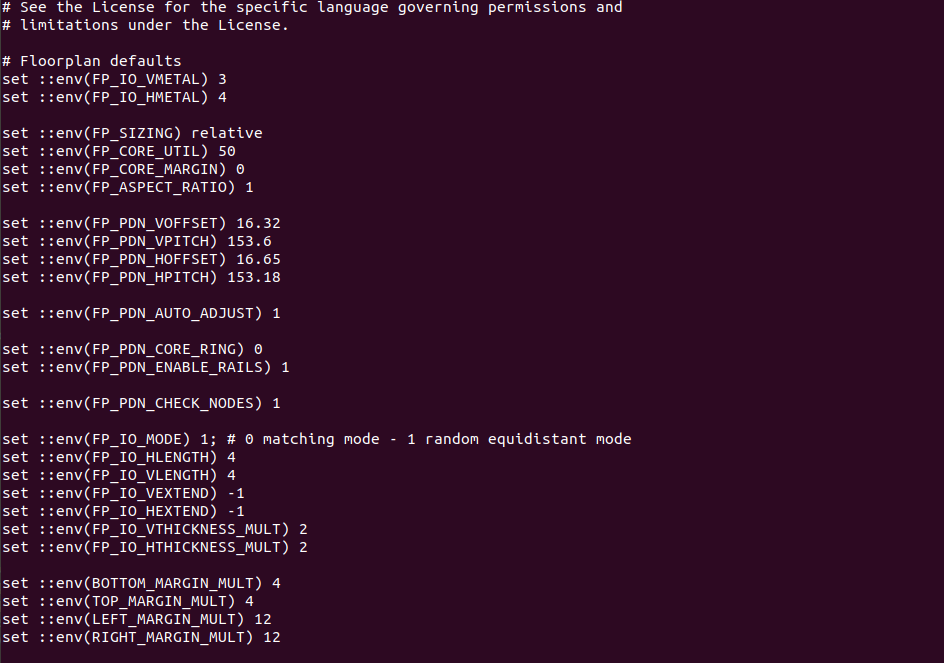 # See the License for the specific language governing permissions and
# limitations under the License.
# Floorplan defaults
set ::env(FP_IO_VMETAL) 3
set ::env(FP_IO_HMETAL) 4
set ::env(FP_SIZING) relative
set ::env(FP_CORE_UTIL) 50
set ::env(FP_CORE_MARGIN) 0
set ::env(FP_ASPECT_RATIO) 1
set ::env(FP_PDN_VOFFSET) 16.32
set ::env(FP_PDN_VPITCH) 153.6
set ::env(FP_PDN_HOFFSET) 16.65
set ::env(FP_PDN_HPITCH) 153.18
set ::env(FP_PDN_AUTO_ADJUST) 1
set ::env(FP_PDN_CORE_RING) 0
set ::env(FP_PDN_ENABLE_RAILS) 1
set ::env(FP_PDN_CHECK_NODES) 1
set ::env(FP_IO_MODE) 1; # 0 matching mode - 1 random equidistant mode
set ::env(FP_IO_HLENGTH) 4
set ::env(FP_IO_VLENGTH) 4
set ::env(FP_IO_VEXTEND) -1
set ::env(FP_IO_HEXTEND) -1
set ::env(FP_IO_VTHICKNESS_MULT) 2
set ::env(FP_IO_HTHICKNESS_MULT) 2
set ::env(BOTTOM_MARGIN_MULT) 4
set ::env(TOP_MARGIN_MULT) 4
set ::env(LEFT_MARGIN_MULT) 12
set ::env(RIGHT_MARGIN_MULT) 12